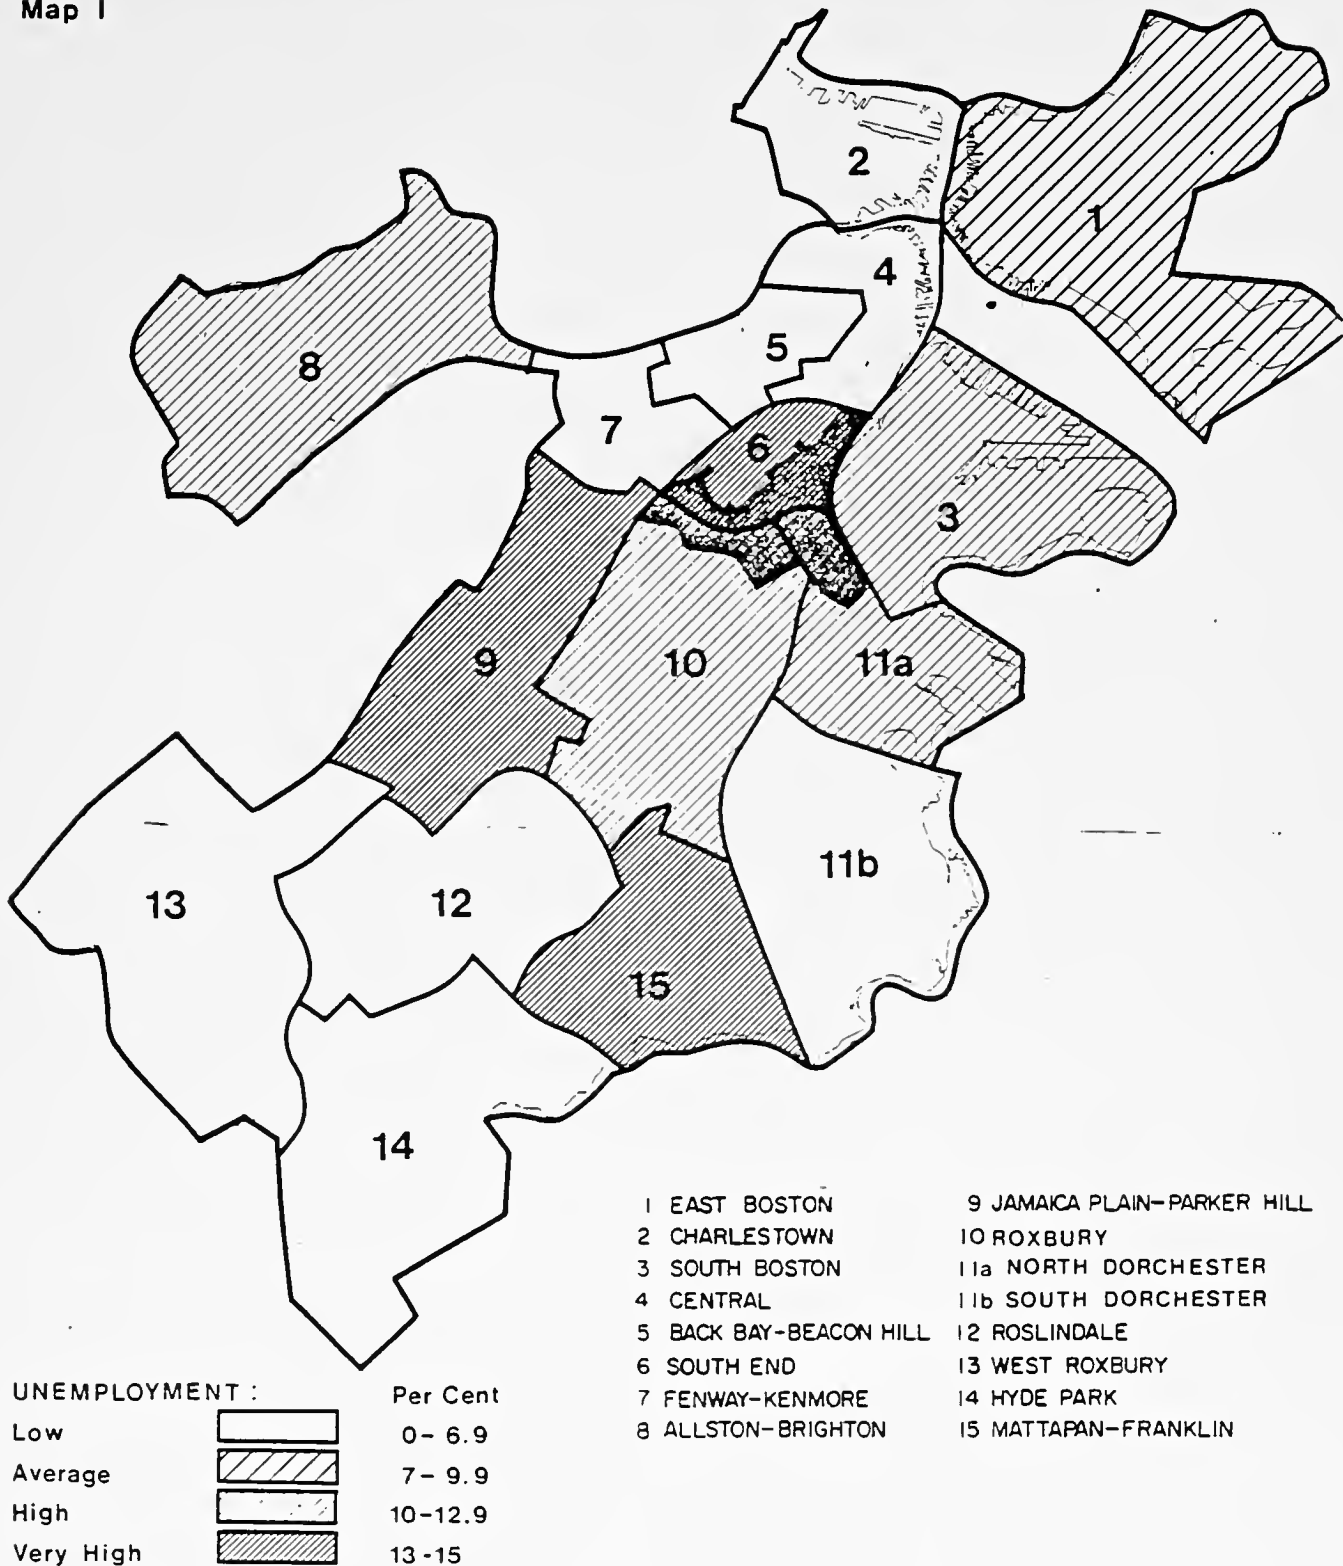 Map I
2
1
4
8
5
7
6
3
9
10
11a
13
12
11b
15
14
1 EAST BOSTON
2 CHARLESTOWN
3 SOUTH BOSTON
4 CENTRAL
5 BACK BAY-BEACON HILL
6 SOUTH END
7 FENWAY-KENMORE
8 ALLSTON-BRIGHTON
9 JAMAICA PLAIN-PARKER HILL
10 ROXBURY
11a NORTH DORCHESTER
11b SOUTH DORCHESTER
12 ROSLINDALE
13 WEST ROXBURY
14 HYDE PARK
15 MATTAPAN-FRANKLIN
UNEMPLOYMENT: Per Cent
Low 0-6.9
Average 7-9.9
High 10-12.9
Very High 13-15